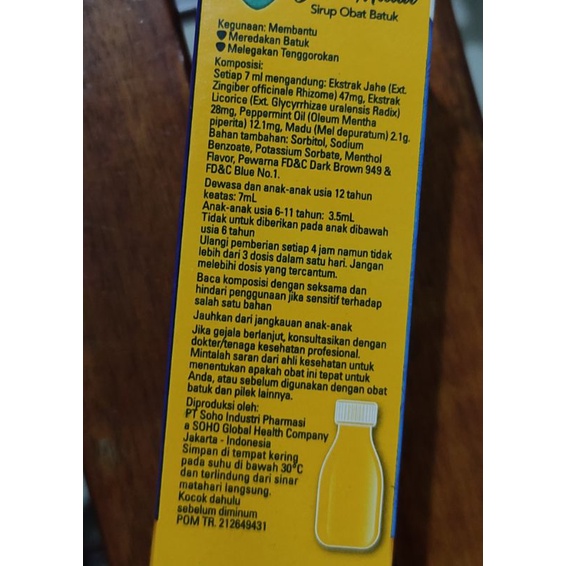 Sirup Obat Batuk
Kegunaan: Membantu
Meredakan Batuk
Melegakan Tenggorokan
Komposisi:
Setiap 7 ml mengandung: Ekstrak Jahe (Ext.
Zingiber officinale Rhizome) 47mg, Ekstrak
Licorice (Ext. Glycyrrhizae uralensis Radix)
28mg, Peppermint Oil (Oleum Mentha
piperita) 12.1mg, Madu (Mel depuratum) 2.1g.
Bahan tambahan: Sorbitol, Sodium
Benzoate, Potassium Sorbate, Menthol
Flavor, Pewarna FD&C Dark Brown 949 &
FD&C Blue No.1.
Dewasa dan anak-anak usia 12 tahun
keatas: 7mL
Anak-anak usia 6-11 tahun: 3.5mL
Tidak untuk diberikan pada anak dibawah
usia 6 tahun
Ulangi pemberian setiap 4 jam namun tidak
lebih dari 3 dosis dalam satu hari. Jangan
melebihi dosis yang tercantum.
Baca komposisi dengan seksama dan
hindari penggunaan jika sensitif terhadap
salah satu bahan
Jauhkan dari jangkauan anak-anak
Jika gejala berlanjut, konsultasikan dengan
dokter/tenaga kesehatan profesional.
Mintalah saran dari ahli kesehatan untuk
menentukan apakah obat ini tepat untuk
Anda, atau sebelum digunakan dengan obat
batuk dan pilek lainnya.
Diproduksi oleh:
PT Soho Industri Pharmasi
a SOHO Global Health Company
Jakarta - Indonesia
Simpan di tempat kering
pada suhu di bawah 30°C
dan terlindung dari sinar
matahari langsung.
Kocok dahulu
sebelum diminum
POM TR. 212649431